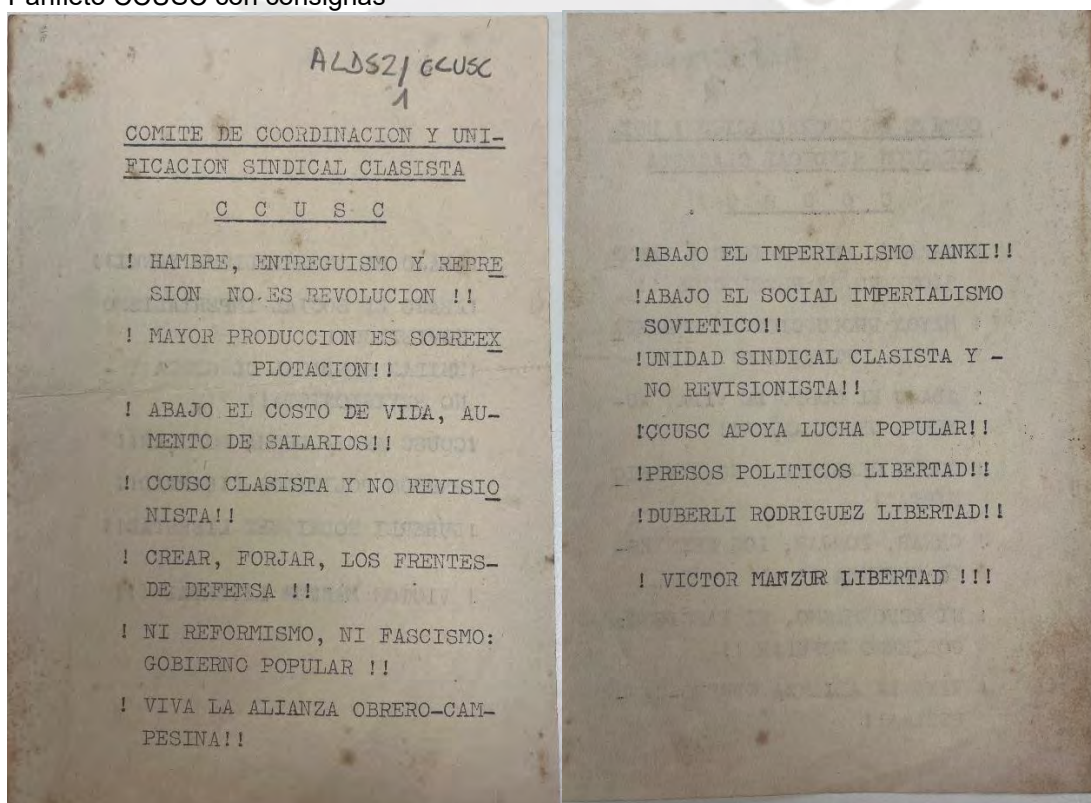 Panfleto CCUSC con consignas
ALDS2/ CCUSC
1
COMITE DE COORDINACION Y UNI-
FICACION SINDICAL CLASISTA
C C U S C
! HAMBRE, ENTREGUISMO Y REPRE
SION NO ES REVOLUCION !!
! MAYOR PRODUCCION ES SOBREEX
PLOTACION!!
! ABAJO EL COSTO DE VIDA, AU-
MENTO DE SALARIOS!!
! CCUSC CLASISTA Y NO REVISIO
NISTA!!
! CREAR, FORJAR, LOS FRENTES-
DE DEFENSA !!
! NI REFORMISMO, NI FASCISMO:
GOBIERNO POPULAR !!
! VIVA LA ALIANZA OBRERO-CAM-
PESINA!!
!ABAJO EL IMPERIALISMO YANKI!!
!ABAJO EL SOCIAL IMPERIALISMO
SOVIETICO!!
!UNIDAD SINDICAL CLASISTA Y -
NO REVISIONISTA!!
!CCUSC APOYA LUCHA POPULAR!!
!PRESOS POLITICOS LIBERTAD!!
!DUBERLI RODRIGUEZ LIBERTAD!!
! VICTOR MANZUR LIBERTAD !!!